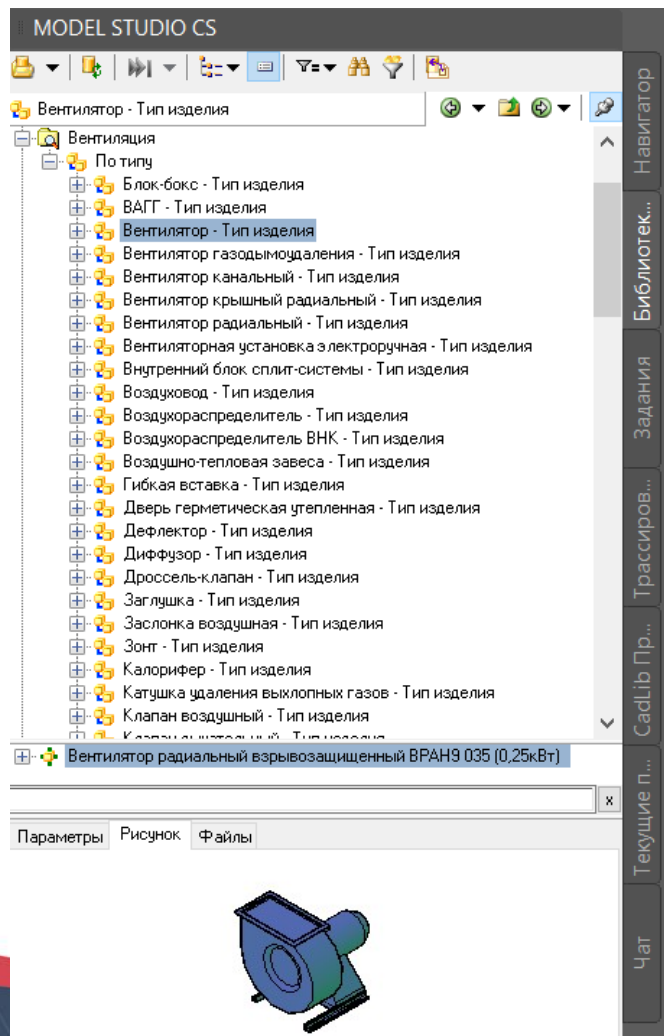 MODEL STUDIO CS
Вентилятор - Тип изделия
Вентиляция
По типу
Блок-бокс - Тип изделия
ВАГГ - Тип изделия
Вентилятор - Тип изделия
Вентилятор газодымоудаления - Тип изделия
Вентилятор канальный - Тип изделия
Вентилятор крышный радиальный - Тип изделия
Вентилятор радиальный - Тип изделия
Вентиляторная установка электроручная - Тип изделия
Внутренний блок сплит-системы - Тип изделия
Воздуховод - Тип изделия
Воздухораспределитель - Тип изделия
Воздухораспределитель ВНК - Тип изделия
Воздушно-тепловая завеса - Тип изделия
Гибкая вставка - Тип изделия
Дверь герметическая утепленная - Тип изделия
Дефлектор - Тип изделия
Диффузор - Тип изделия
Дроссель-клапан - Тип изделия
Заглушка - Тип изделия
Заслонка воздушная - Тип изделия
Зонт - Тип изделия
Калорифер - Тип изделия
Катушка удаления выхлопных газов - Тип изделия
Клапан воздушный - Тип изделия
Вентилятор радиальный взрывозащищенный ВРАН9 035 (0,25кВт)
x
Параметры Рисунок Файлы
Навигатор
Библиотек...
Задания
Трассиров...
CadLib Пр...
Текущие п...
Чат